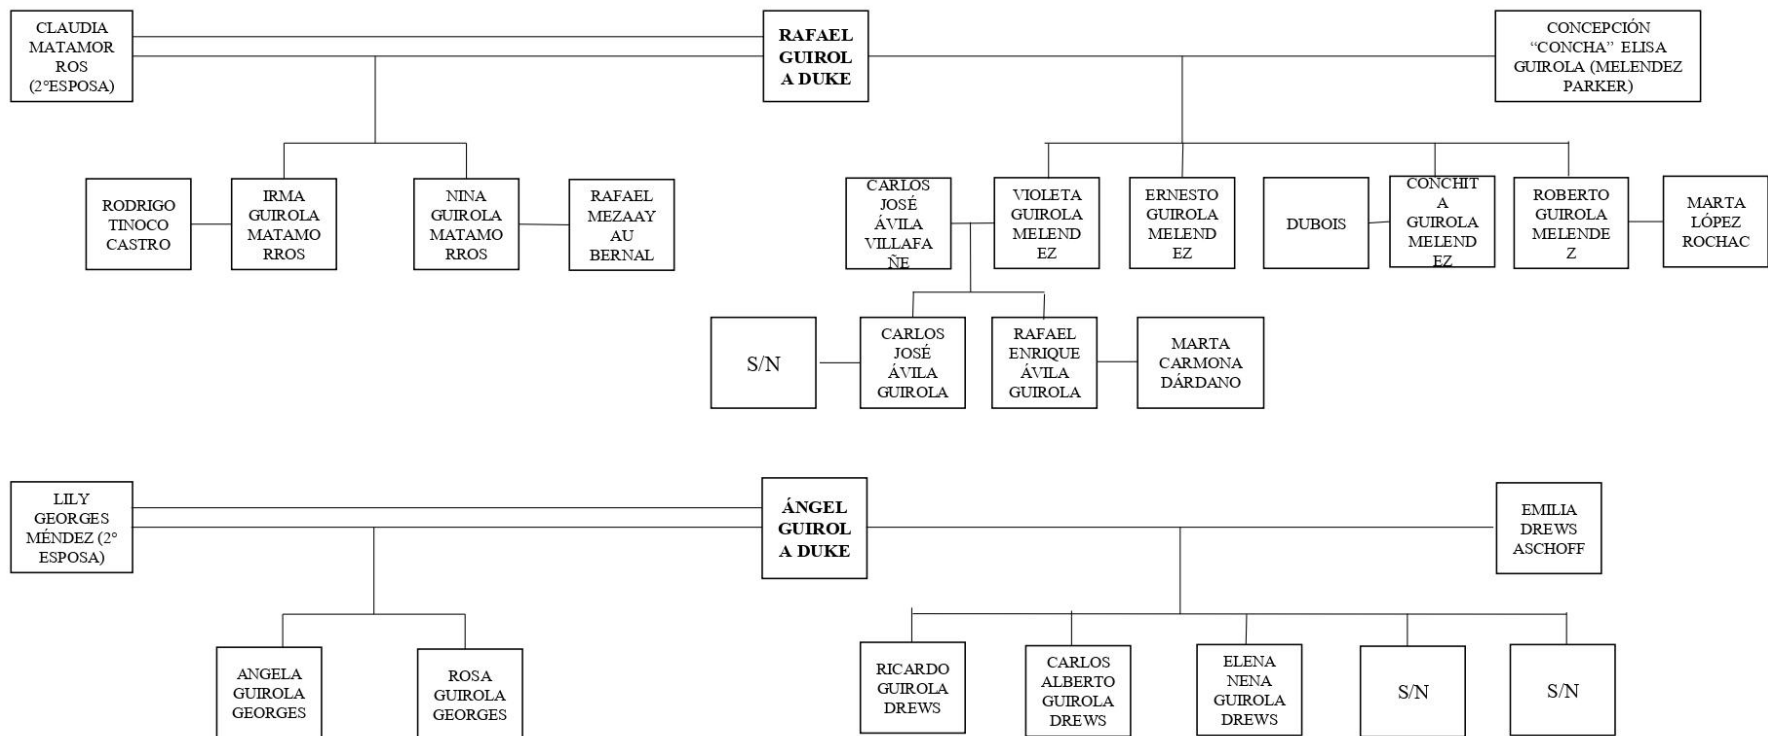 CLAUDIA
MATAMOR
ROS
(2°ESPOSA)
RAFAEL
GUIROL
A DUKE
CONCEPCIÓN
“CONCHA” ELISA
GUIROLA (MELENDEZ
PARKER)
RODRIGO
TINOCO
CASTRO
IRMA
GUIROLA
MATAMO
RROS
NINA
GUIROLA
MATAMO
RROS
RAFAEL
MEZAAY
AU
BERNAL
CARLOS
JOSÉ
ÁVILA
VILLAFA
ÑE
VIOLETA
GUIROLA
MELEND
EZ
ERNESTO
GUIROLA
MELEND
EZ
DUBOIS
CONCHIT
A
GUIROLA
MELEND
EZ
ROBERTO
GUIROLA
MELENDE
Z
MARTA
LÓPEZ
ROCHAC
S/N
CARLOS
JOSÉ
ÁVILA
GUIROLA
RAFAEL
ENRIQUE
ÁVILA
GUIROLA
MARTA
CARMONA
DÁRDANO
LILY
GEORGES
MÉNDEZ (2°
ESPOSA)
ÁNGEL
GUIROL
A DUKE
EMILIA
DREWS
ASCHOFF
ANGELA
GUIROLA
GEORGES
ROSA
GUIROLA
GEORGES
RICARDO
GUIROLA
DREWS
CARLOS
ALBERTO
GUIROLA
DREWS
ELENA
NENA
GUIROLA
DREWS
S/N
S/N